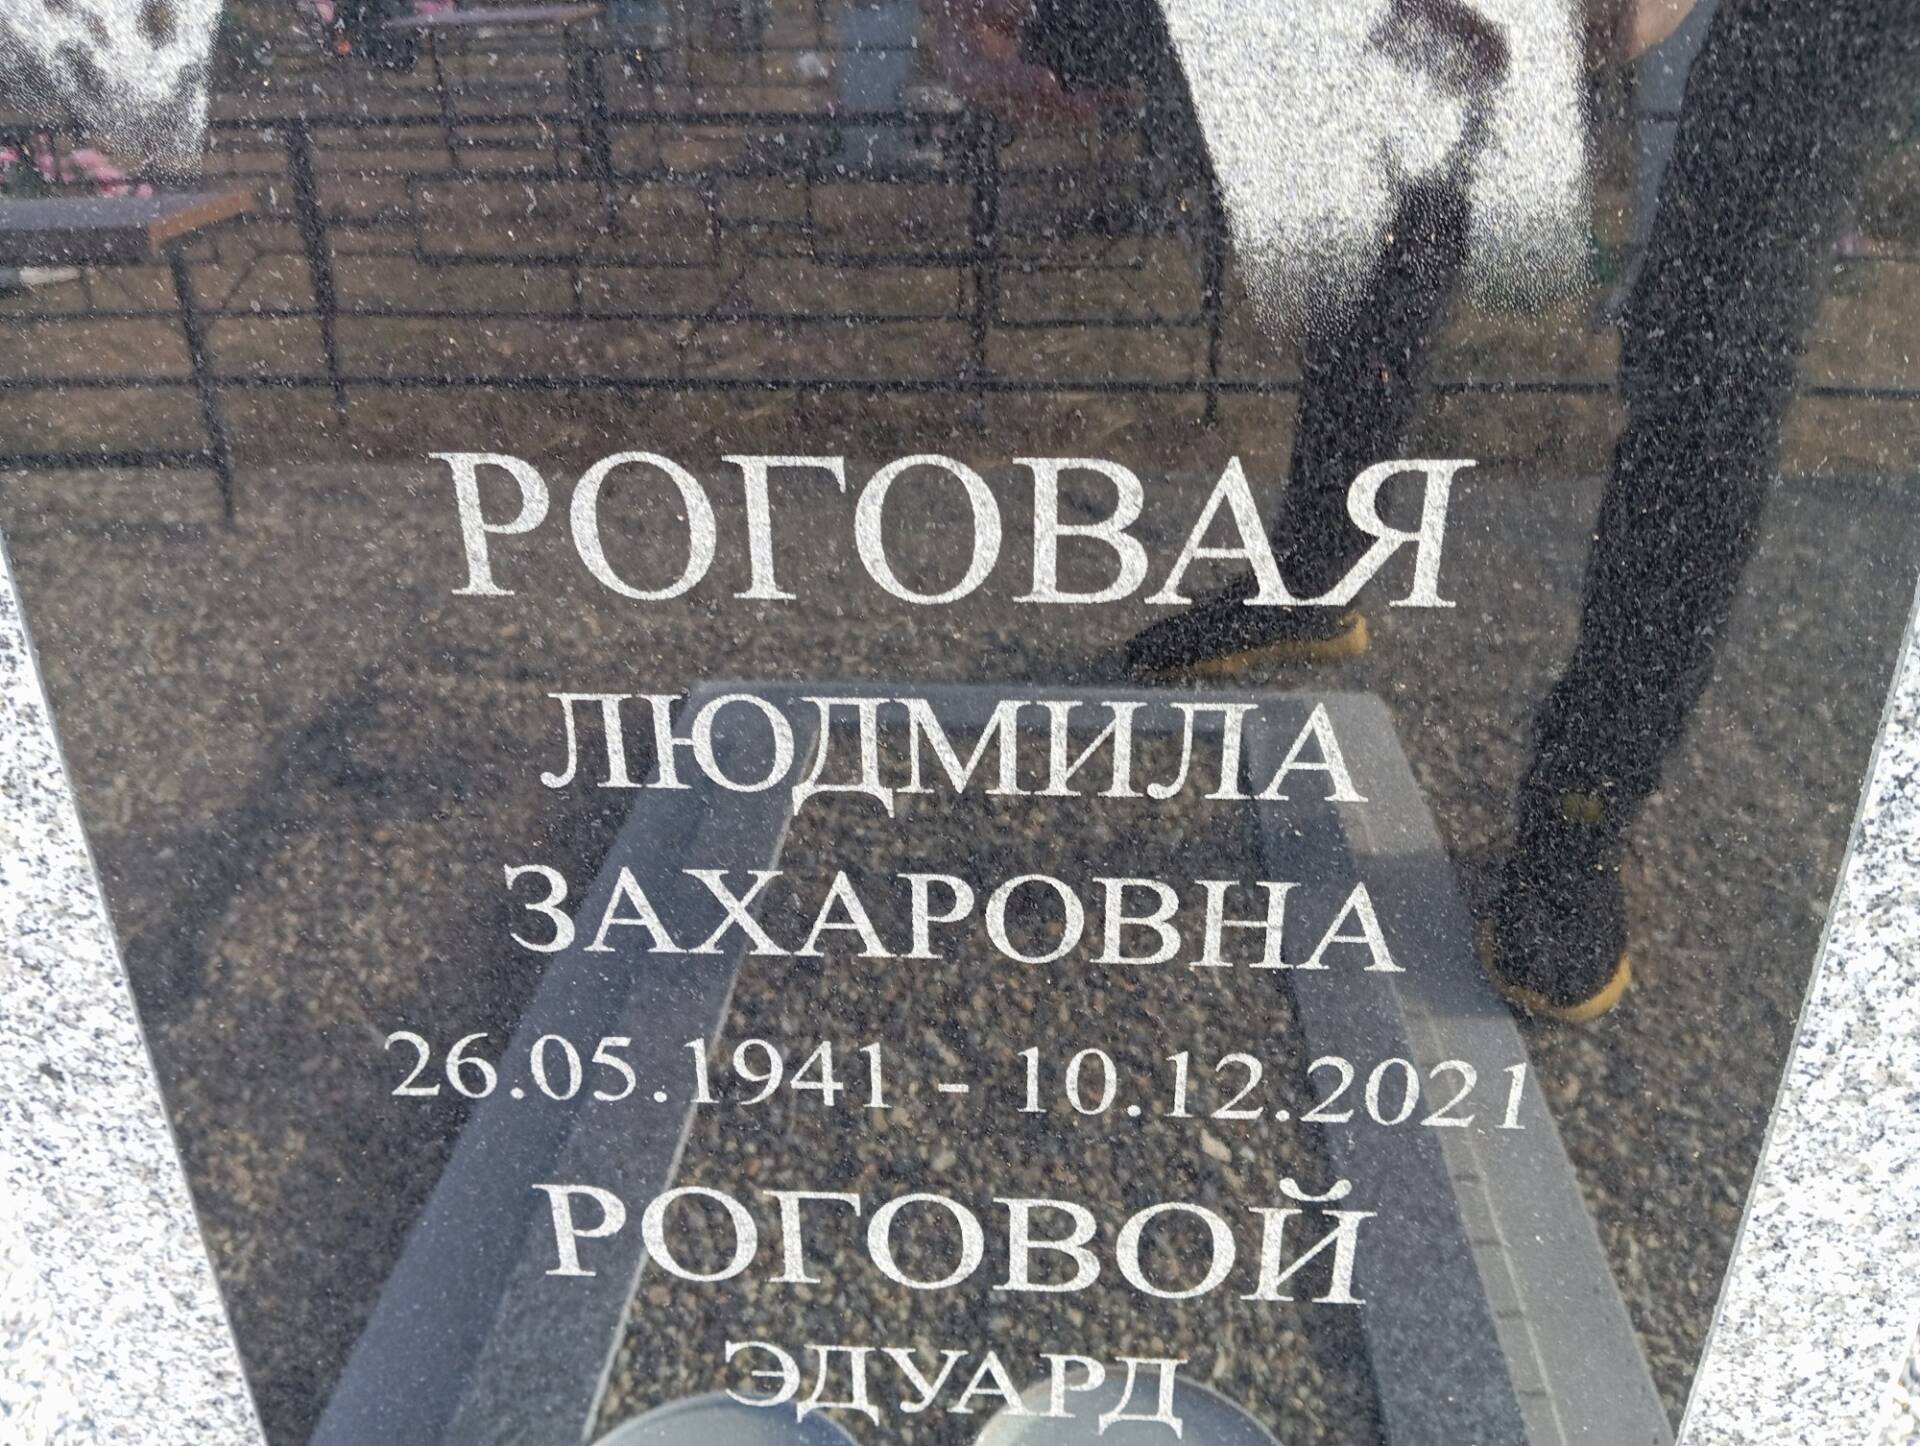 РОГОВАЯ
ЛЮДМИЛА
ЗАХАРОВНА
26.05.1941 - 10.12.2021
РОГОВОЙ
ЭДУАРД